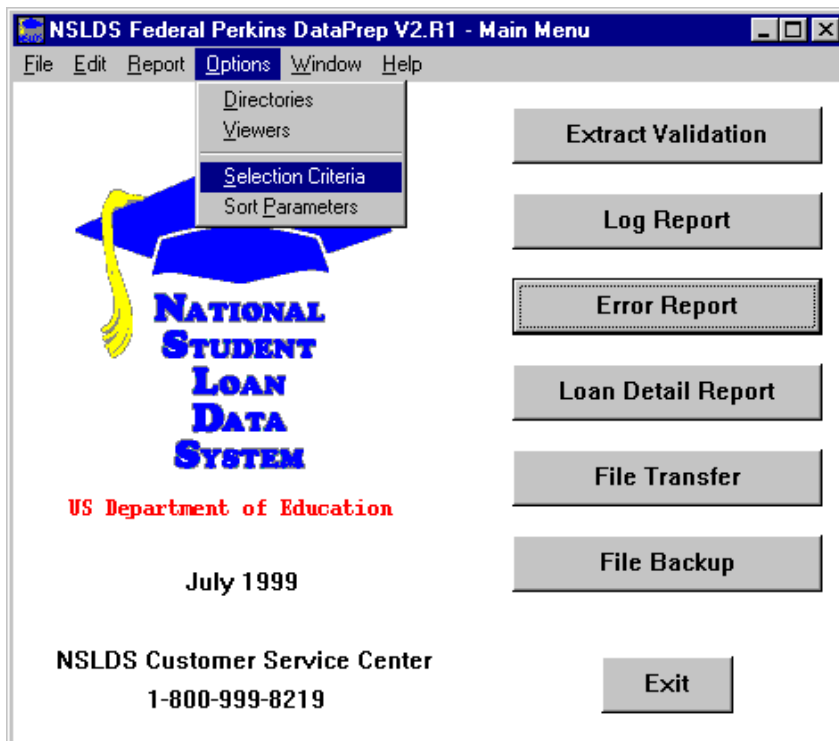 NSLDS Federal Perkins DataPrep V2.R1 - Main Menu
File Edit Report Options Window Help
Directories
Viewers
Selection Criteria
Sort Parameters
NATIONAL
STUDENT
LOAN
DATA
SYSTEM
US Department of Education
July 1999
NSLDS Customer Service Center
1-800-999-8219
Extract Validation
Log Report
Error Report
Loan Detail Report
File Transfer
File Backup
Exit